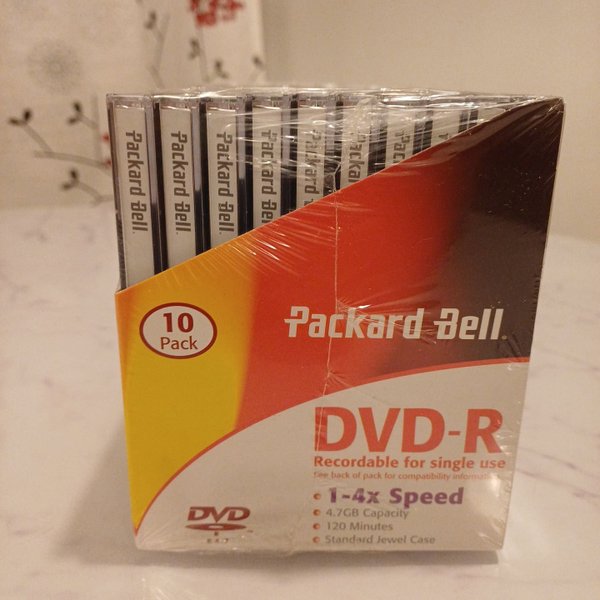 Packard Bell.
Packard Bell.
Packard Bell.
Packard Bell.
Packard Bell
Packard Bell
10
Pack
Packard Bell.
DVD-R
Recordable for single use
See back of pack for compatibility information
• 1-4x Speed
• 4.7GB Capacity
• 120 Minutes
• Standard Jewel Case
DVD
R 4.7